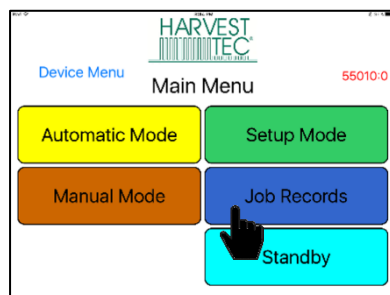 HARVEST
TEC
Device Menu
Main Menu
55010:0
Automatic Mode
Setup Mode
Manual Mode
Job Records
Standby